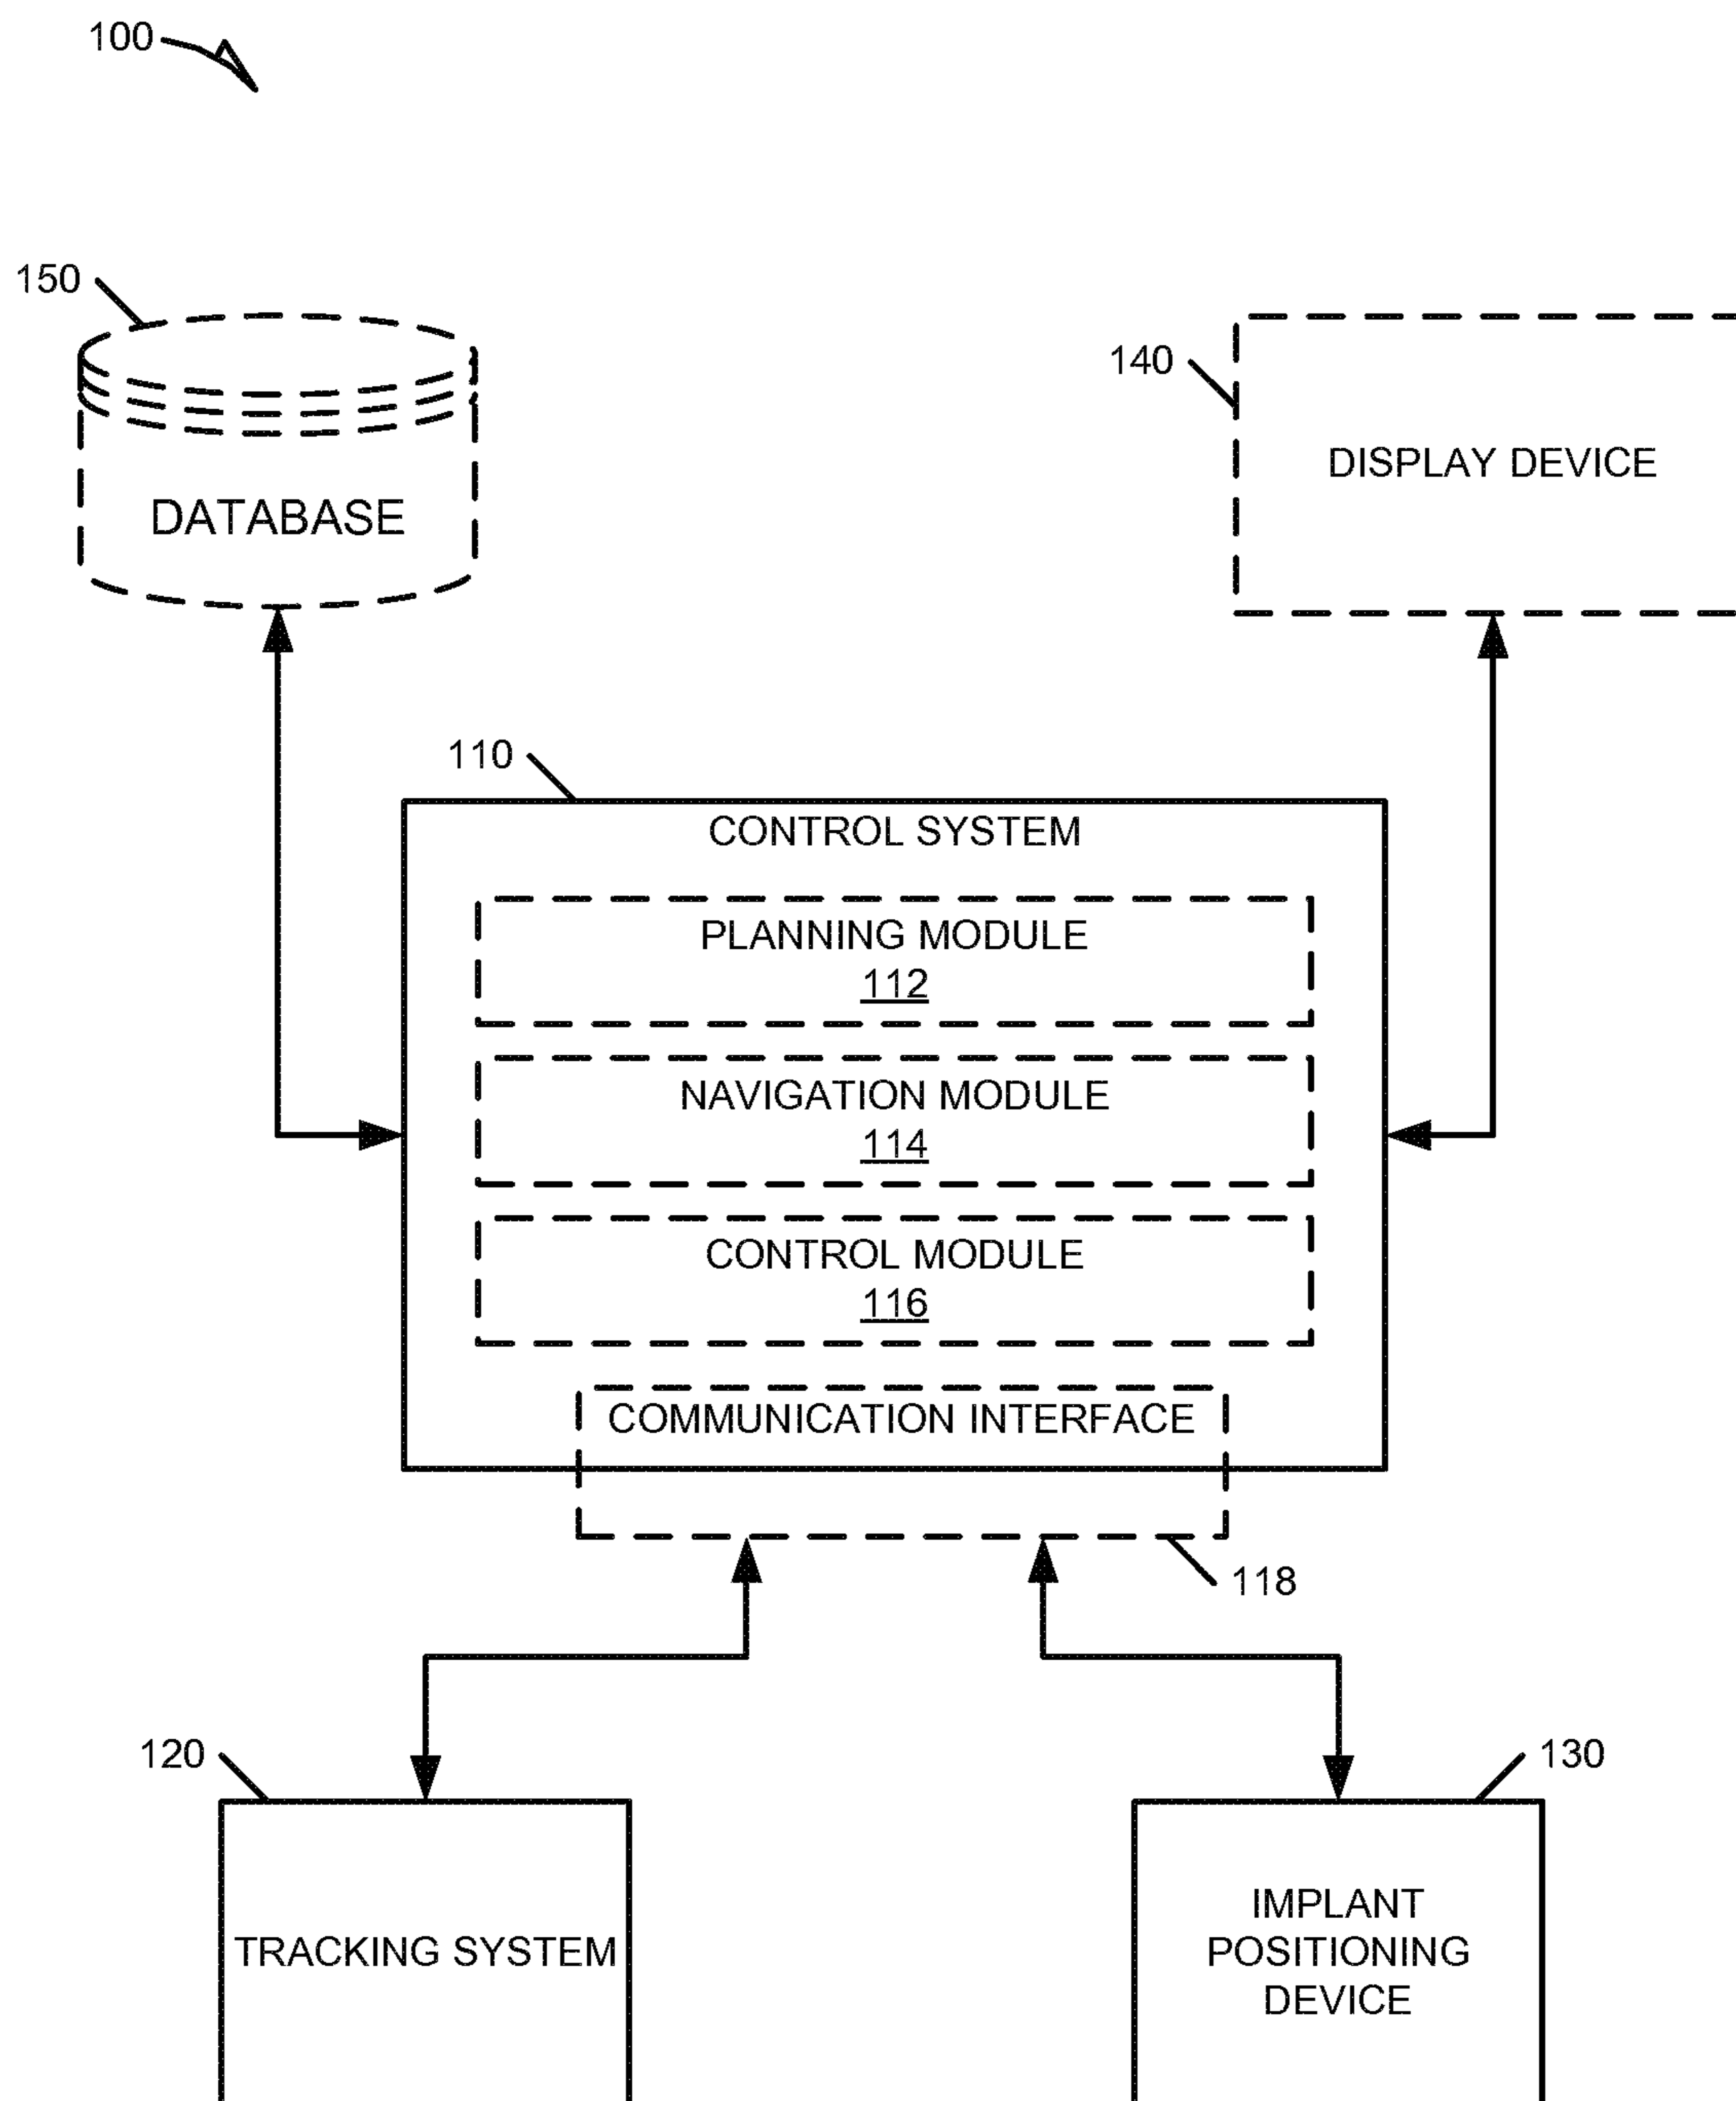 100
150
DATABASE
140
DISPLAY DEVICE
110
CONTROL SYSTEM
PLANNING MODULE
112
NAVIGATION MODULE
114
CONTROL MODULE
116
COMMUNICATION INTERFACE
118
120
TRACKING SYSTEM
130
IMPLANT
POSITIONING
DEVICE